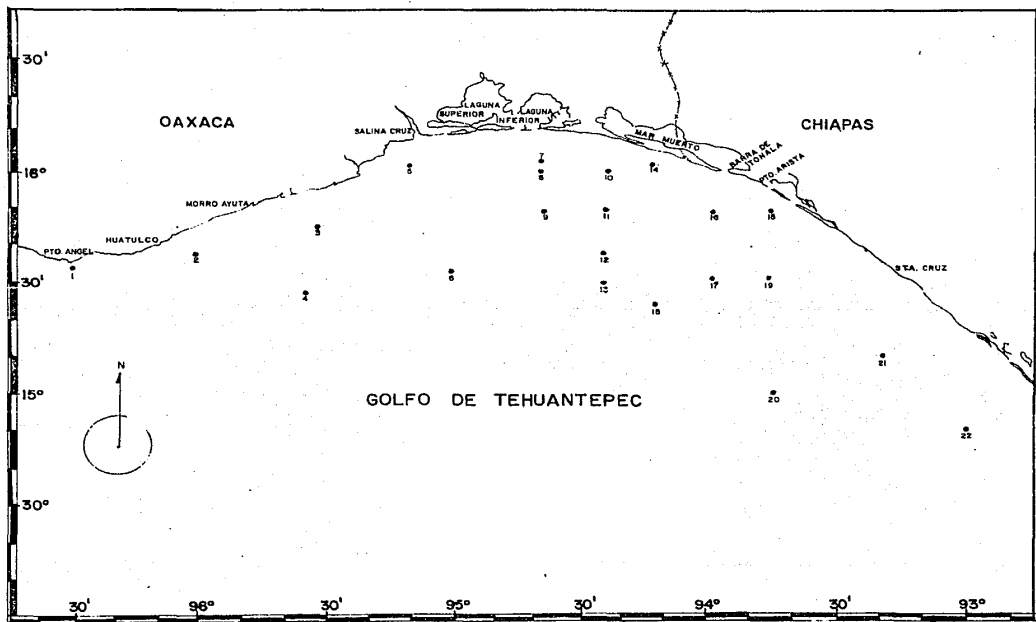 30'
OAXACA
CHIAPAS
LAGUNA
SUPERIOR
LAGUNA
INFERIOR
SALINA CRUZ
MAR MUERTO
BARRA DE
TONALA
PTO. ARISTA
16°
7
8
5
10
14
MORRO AYUTA
9
11
16
18
HUATULCO
PTO. ANGEL
3
2
12
STA. CRUZ
1
6
30'
13
17
19
4
15
21
N
15°
GOLFO DE TEHUANTEPEC
20
22
30°
30'
96°
30'
95°
30'
94°
30'
93°